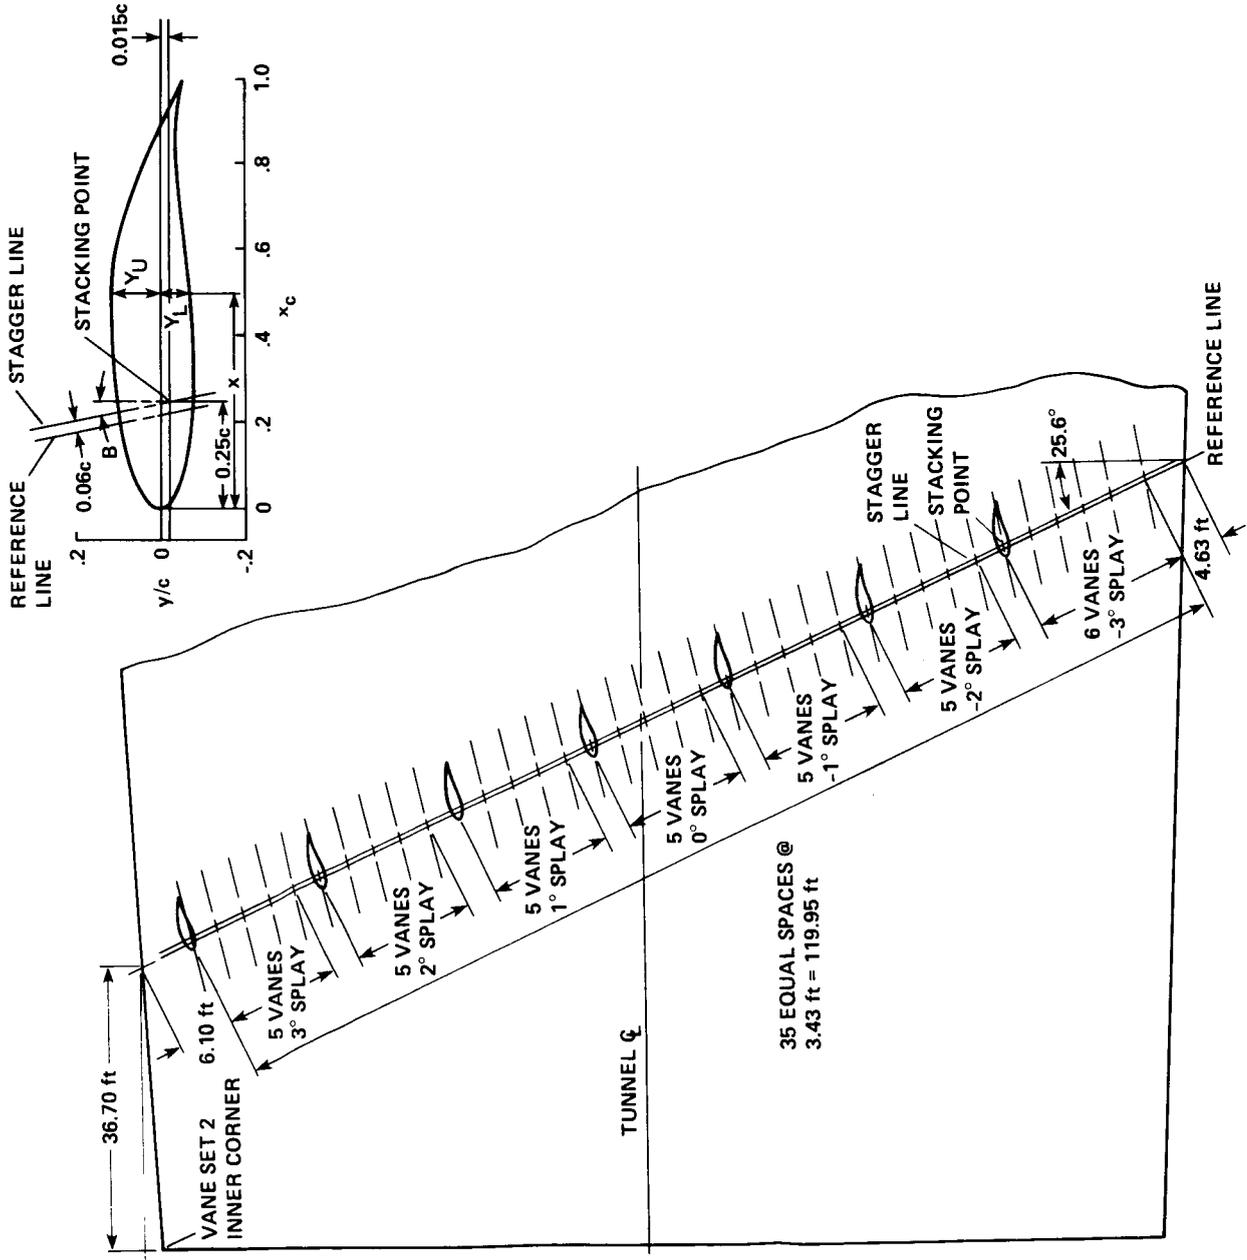 REFERENCE
LINE
STAGGER LINE
STACKING POINT
0.015c
0.06c
B
Y_U
Y_L
0.25c
x
.2
0
-.2
y/c
0
.2
.4
.6
.8
1.0
x_c
36.70 ft
VANE SET 2
INNER CORNER
6.10 ft
5 VANES
3° SPLAY
5 VANES
2° SPLAY
5 VANES
1° SPLAY
5 VANES
0° SPLAY
5 VANES
-1° SPLAY
5 VANES
-2° SPLAY
6 VANES
-3° SPLAY
TUNNEL ℄
35 EQUAL SPACES @
3.43 ft = 119.95 ft
STAGGER
LINE
STACKING
POINT
25.6°
4.63 ft
REFERENCE LINE